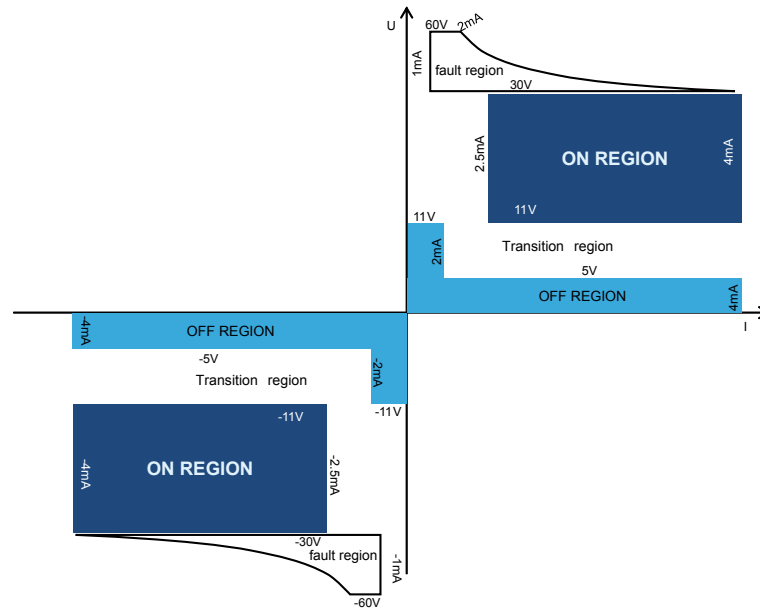 U
60V
2mA
1mA
fault region
30V
2.5mA
ON REGION
4mA
11V
11V
2mA
Transition region
5V
OFF REGION
4mA
I
-4mA
OFF REGION
-5V
-2mA
Transition region
-11V
-11V
-4mA
ON REGION
-2.5mA
-30V
fault region
-1mA
-60V